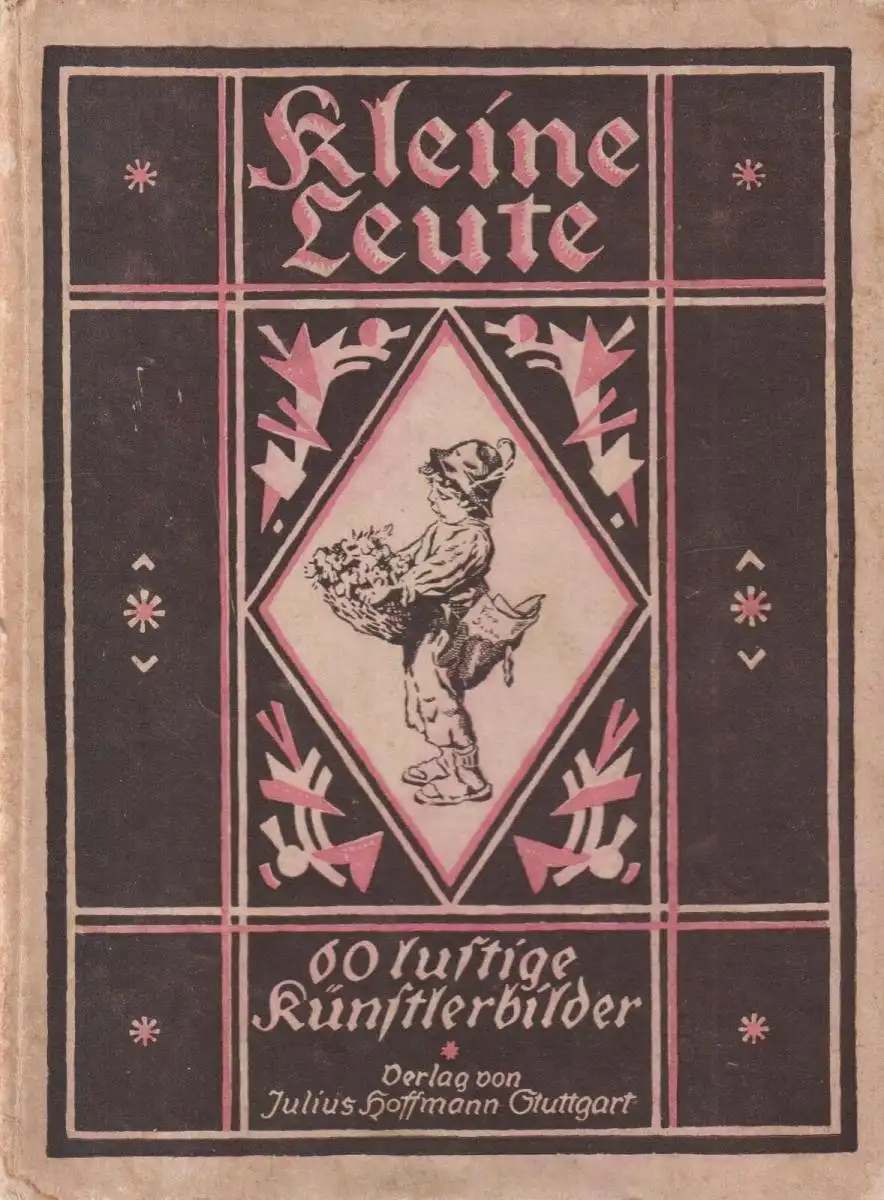 Kleine
Leute
60 luſtige
Künſtlerbilder
Verlag von
Julius Hoffmann Stuttgart